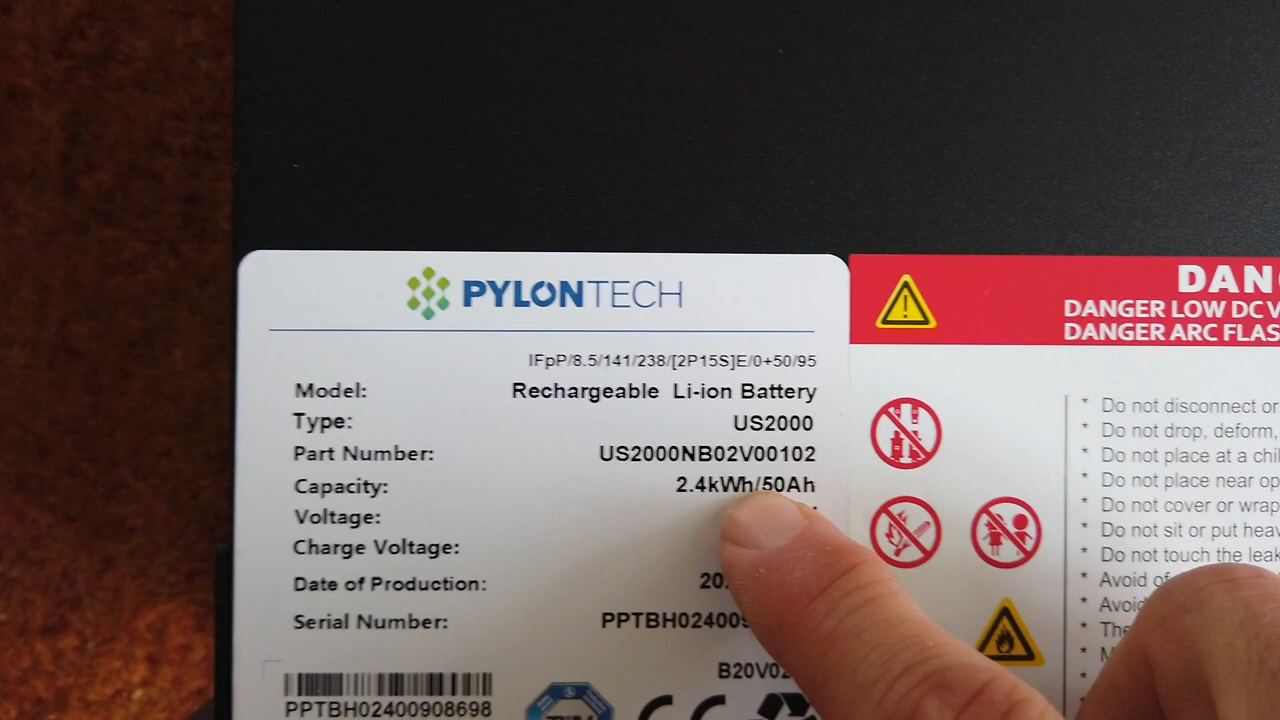 PYLONTECH
IFpP/8.5/141/238/[2P15S]E/0+50/95
Model: Rechargeable Li-ion Battery
Type: US2000
Part Number: US2000NB02V00102
Capacity: 2.4kWh/50Ah
Voltage:
Charge Voltage:
Date of Production: 20
Serial Number: PPTBH024009
B20V02
PPTBH02400908698
TÜV
CE
DANG
DANGER LOW DC V
DANGER ARC FLAS
* Do not disconnect or
* Do not drop, deform,
* Do not place at a chil
* Do not place near op
* Do not cover or wrap
* Do not sit or put heav
* Do not touch the leak
* Avoid of
* Avoid
* The
* M